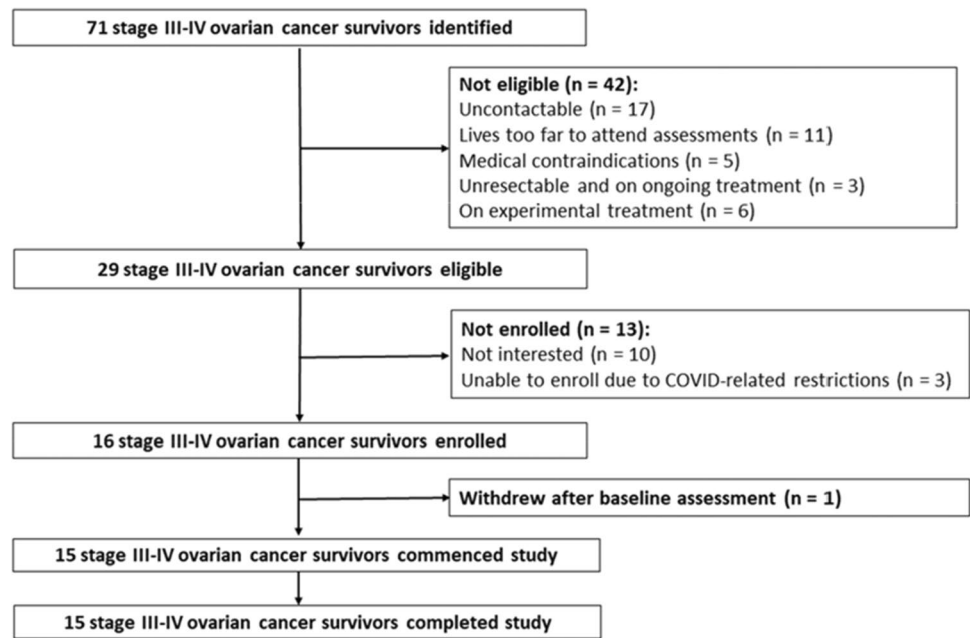 71 stage III-IV ovarian cancer survivors identified
Not eligible (n = 42):
Uncontactable (n = 17)
Lives too far to attend assessments (n = 11)
Medical contraindications (n = 5)
Unresectable and on ongoing treatment (n = 3)
On experimental treatment (n = 6)
29 stage III-IV ovarian cancer survivors eligible
Not enrolled (n = 13):
Not interested (n = 10)
Unable to enroll due to COVID-related restrictions (n = 3)
16 stage III-IV ovarian cancer survivors enrolled
Withdrew after baseline assessment (n = 1)
15 stage III-IV ovarian cancer survivors commenced study
15 stage III-IV ovarian cancer survivors completed study